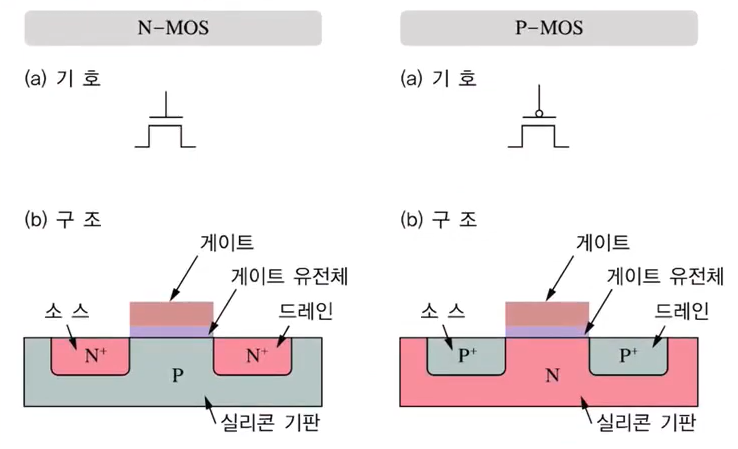 N-MOS
(a) 기 호
(b) 구 조
게이트
게이트 유전체
소 스
드레인
N+
N+
P
실리콘 기판
P-MOS
(a) 기 호
(b) 구 조
게이트
게이트 유전체
소 스
드레인
P+
P+
N
실리콘 기판